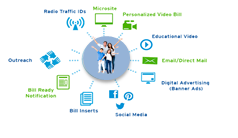 Microsite
Radio Traffic IDs
Personalized Video Bill
Educational Video
Outreach
Email/Direct Mail
Bill Ready
Notification
Digital Advertising
(Banner Ads)
Bill Inserts
Social Media